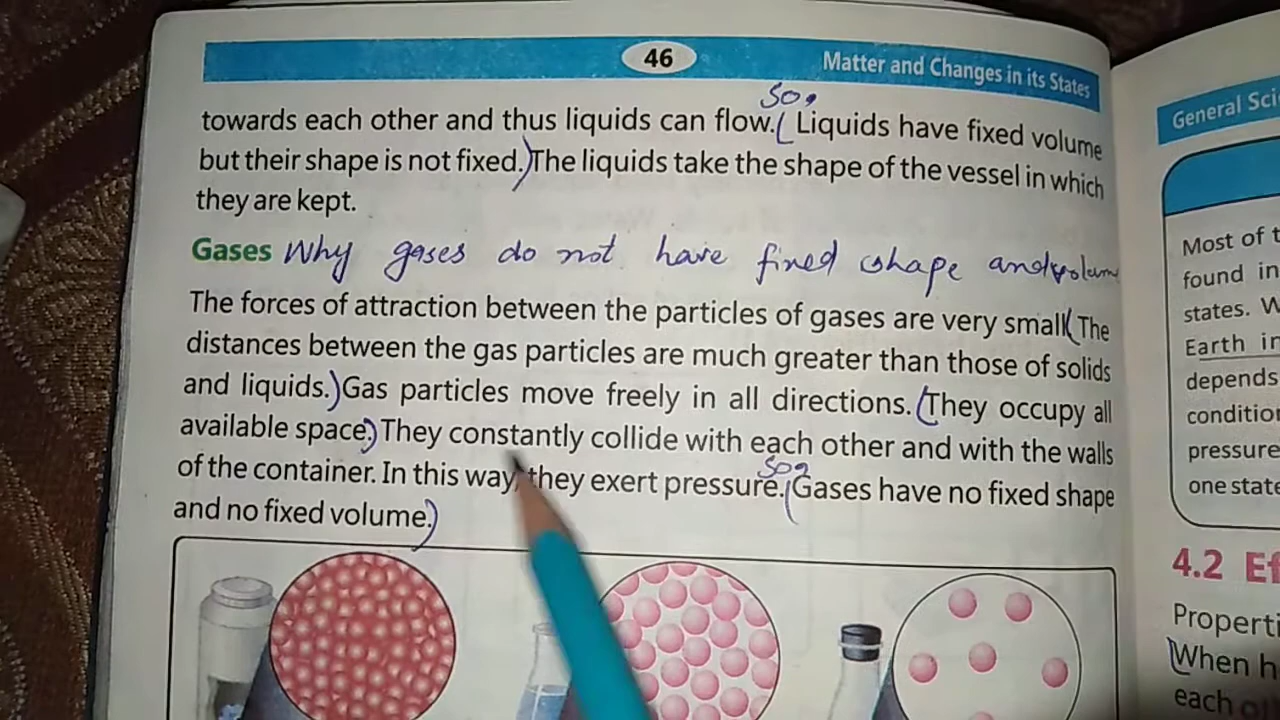 46
Matter and Changes in its States
So,
towards each other and thus liquids can flow. (Liquids have fixed volume
but their shape is not fixed.) The liquids take the shape of the vessel in which
they are kept.
Gases Why gases do not have fixed shape and volume
The forces of attraction between the particles of gases are very small. (The
distances between the gas particles are much greater than those of solids
and liquids.) Gas particles move freely in all directions. (They occupy all
available space.) They constantly collide with each other and with the walls
So,
of the container. In this way, they exert pressure. (Gases have no fixed shape
and no fixed volume.)
General Sci
Most of t
found in
states. W
Earth in
depends
conditio
pressure
one state
4.2 Ef
Properti
(When h
each